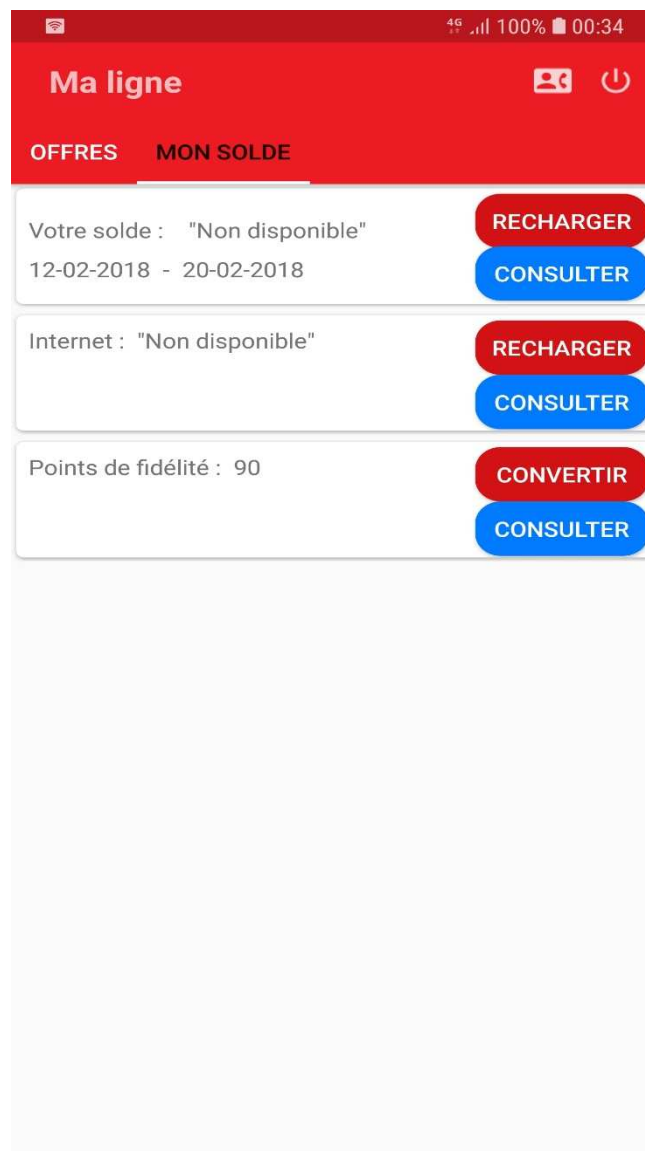 4G 100% 00:34
Ma ligne
OFFRES MON SOLDE
Votre solde : "Non disponible" RECHARGER
12-02-2018 - 20-02-2018 CONSULTER
Internet : "Non disponible" RECHARGER
CONSULTER
Points de fidélité : 90 CONVERTIR
CONSULTER